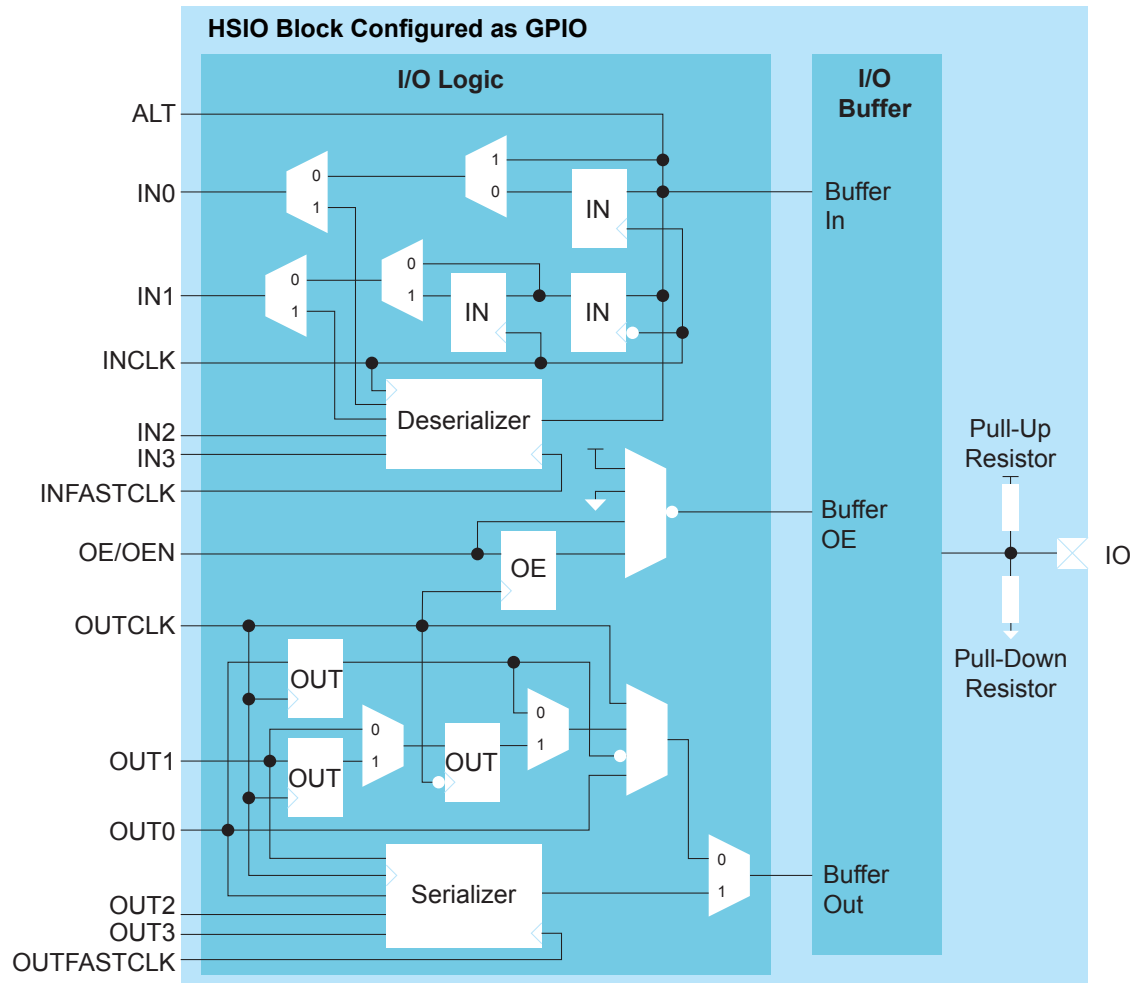 HSIO Block Configured as GPIO
I/O Logic
I/O
Buffer
ALT
IN0
IN1
INCLK
IN2
IN3
INFASTCLK
OE/OEN
OUTCLK
OUT1
OUT0
OUT2
OUT3
OUTFASTCLK
0
1
1
0
IN
0
1
0
1
IN
IN
Deserializer
OE
OUT
OUT
0
1
OUT
0
1
Serializer
0
1
Buffer
In
Buffer
OE
Buffer
Out
Pull-Up
Resistor
IO
Pull-Down
Resistor